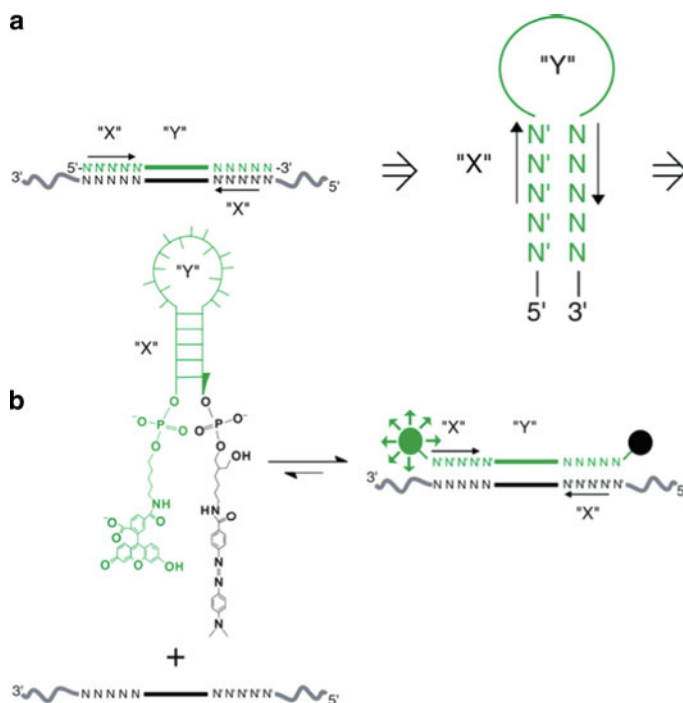 a
"X" "Y"
5'-N'N'N'N'N' NNNNN -3'
3' NNNNN N'N'N'N'N' 5'
"X"
"Y"
"X"
N' N
N' N
N' N
N' N
N' N
5' 3'
"Y"
"X"
b
O O
O P O P O
O O OH
NH HN O
O O O
N
N
O O OH
N
"X" "Y"
N'N'N'N'N' NNNNN
3' NNNNN N'N'N'N'N' 5'
"X"
+
3' NNNNN N'N'N'N'N' 5'